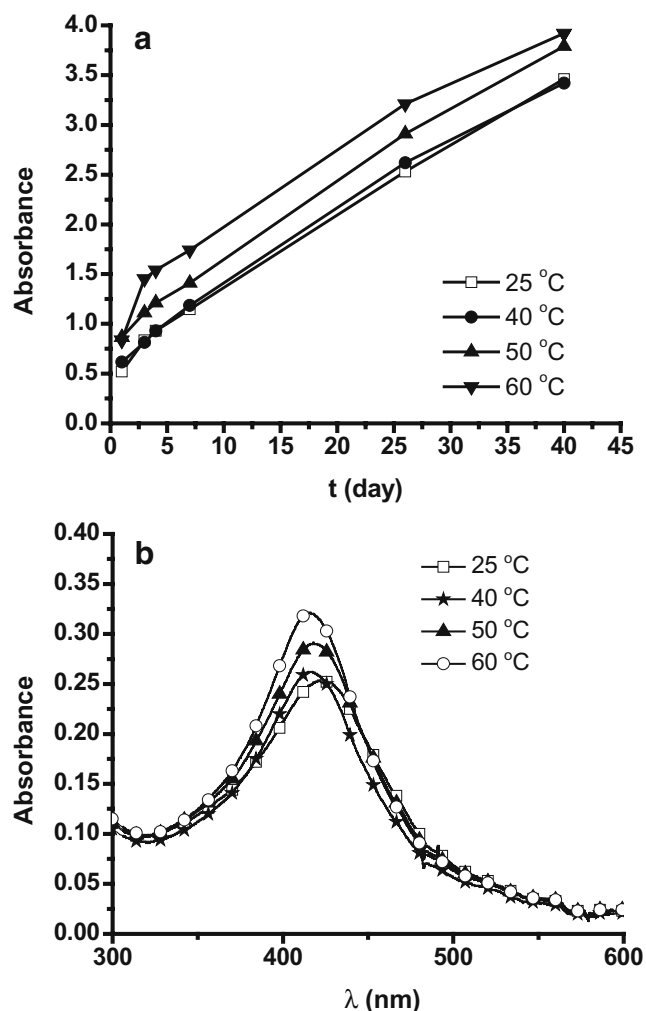 a
4.0
3.5
3.0
2.5
2.0
1.5
1.0
0.5
0.0
Absorbance
25 °C
40 °C
50 °C
60 °C
0 5 10 15 20 25 30 35 40 45
t (day)
b
0.40
0.35
0.30
0.25
0.20
0.15
0.10
0.05
0.00
Absorbance
25 °C
40 °C
50 °C
60 °C
300 400 500 600
λ (nm)